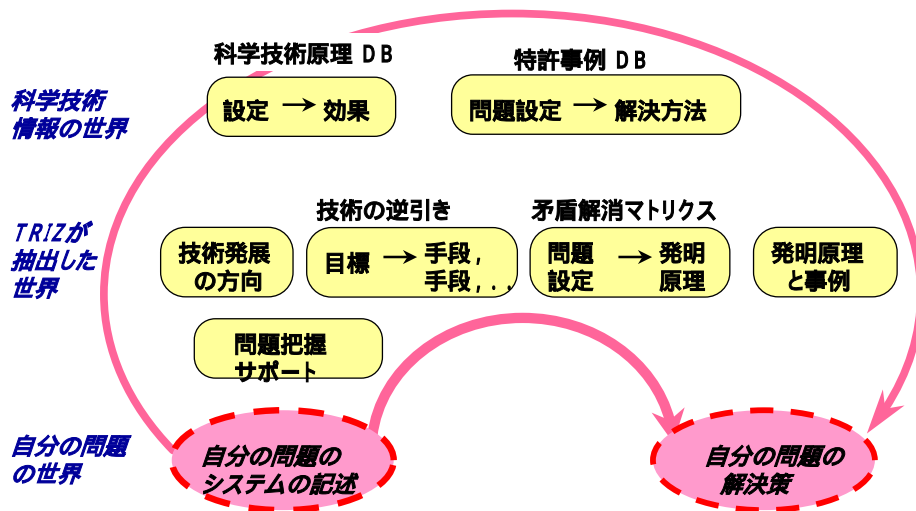 科学技術原理 DB
特許事例 DB
科学技術
情報の世界
設定 → 効果
問題設定 → 解決方法
技術の逆引き
矛盾解消マトリクス
TRIZが
抽出した
世界
技術発展
の方向
目標 → 手段,
手段,..
問題
設定
→ 発明
原理
発明原理
と事例
問題把握
サポート
自分の問題
の世界
自分の問題の
システムの記述
自分の問題の
解決策